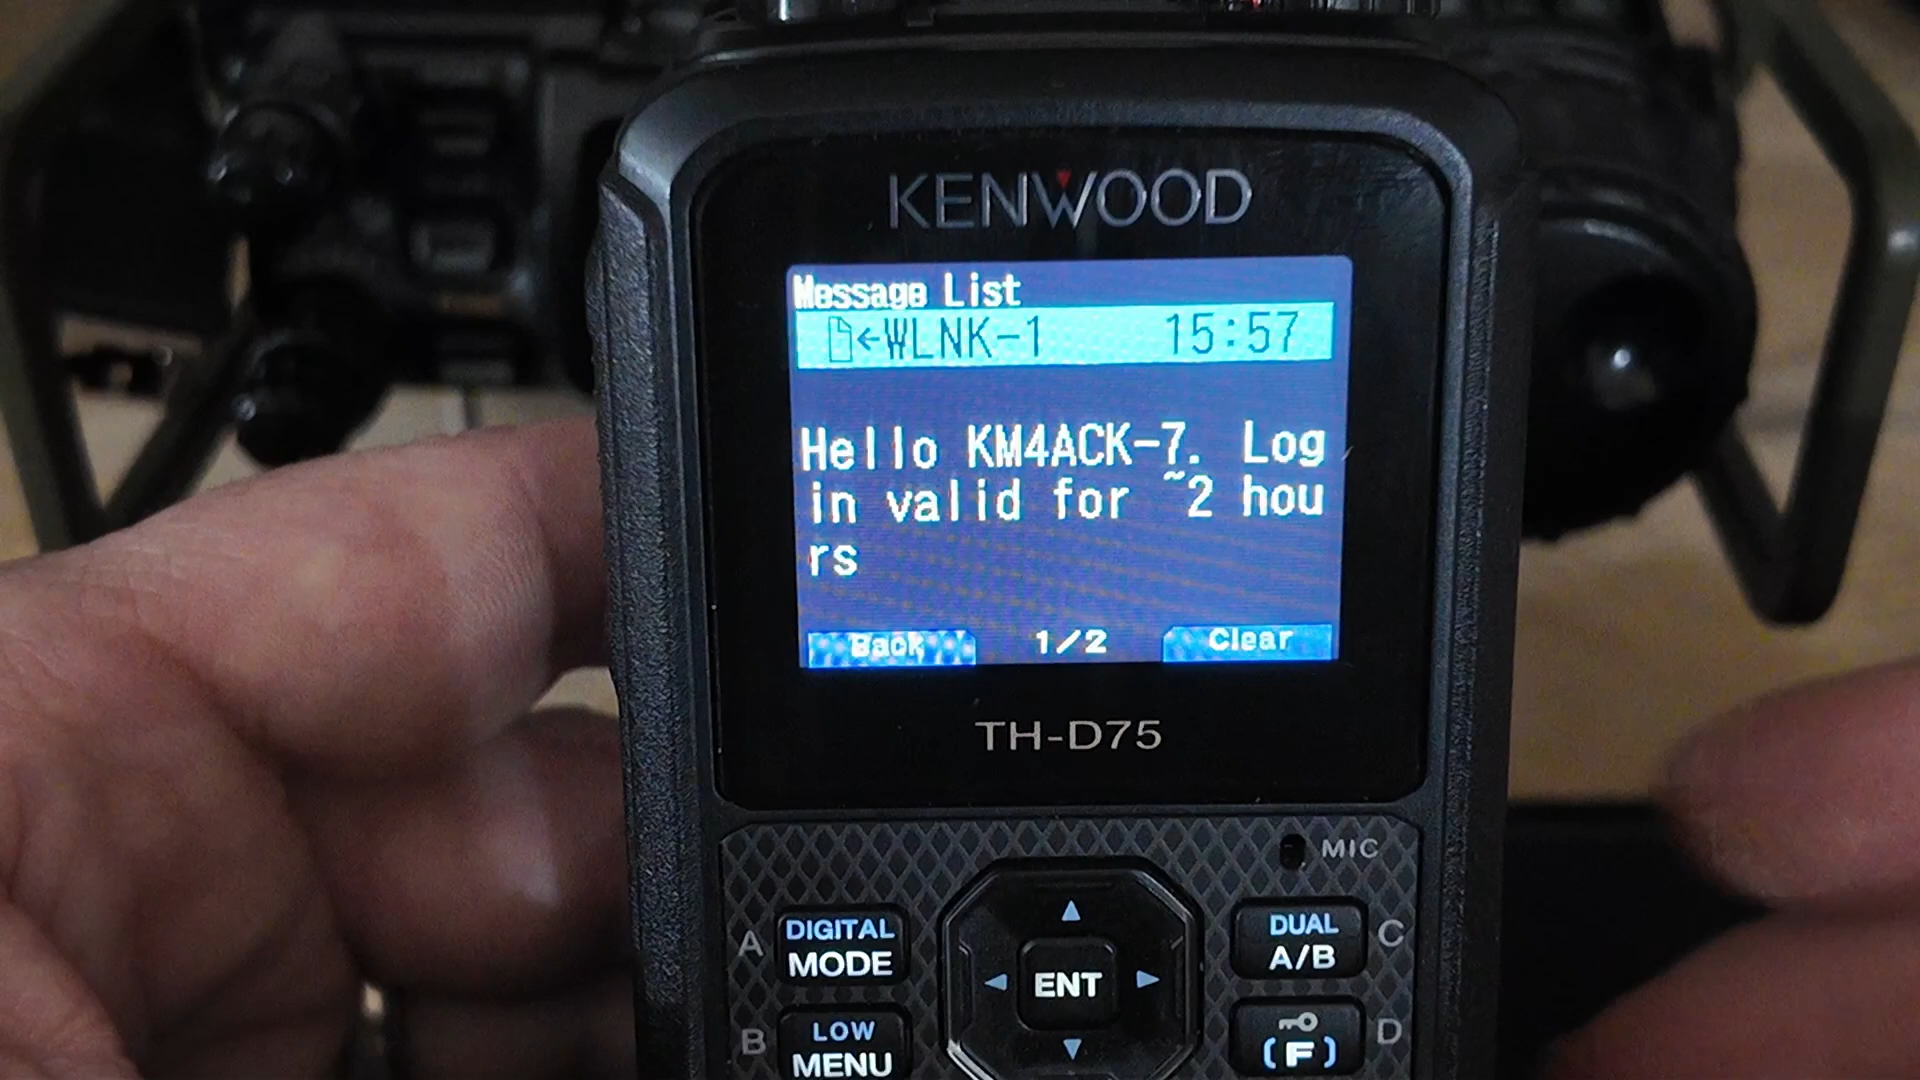 KENWOOD
Message List
←WLNK-1 15:57
Hello KM4ACK-7. Log
in valid for ~2 hou
rs
Back 1/2 Clear
TH-D75
MIC
A DIGITAL MODE
DUAL A/B C
ENT
B LOW MENU
(F) D